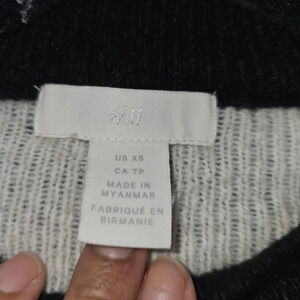 H&M
US XS
CA TP
MADE IN
MYANMAR
FABRIQUÉ EN
BIRMANIE